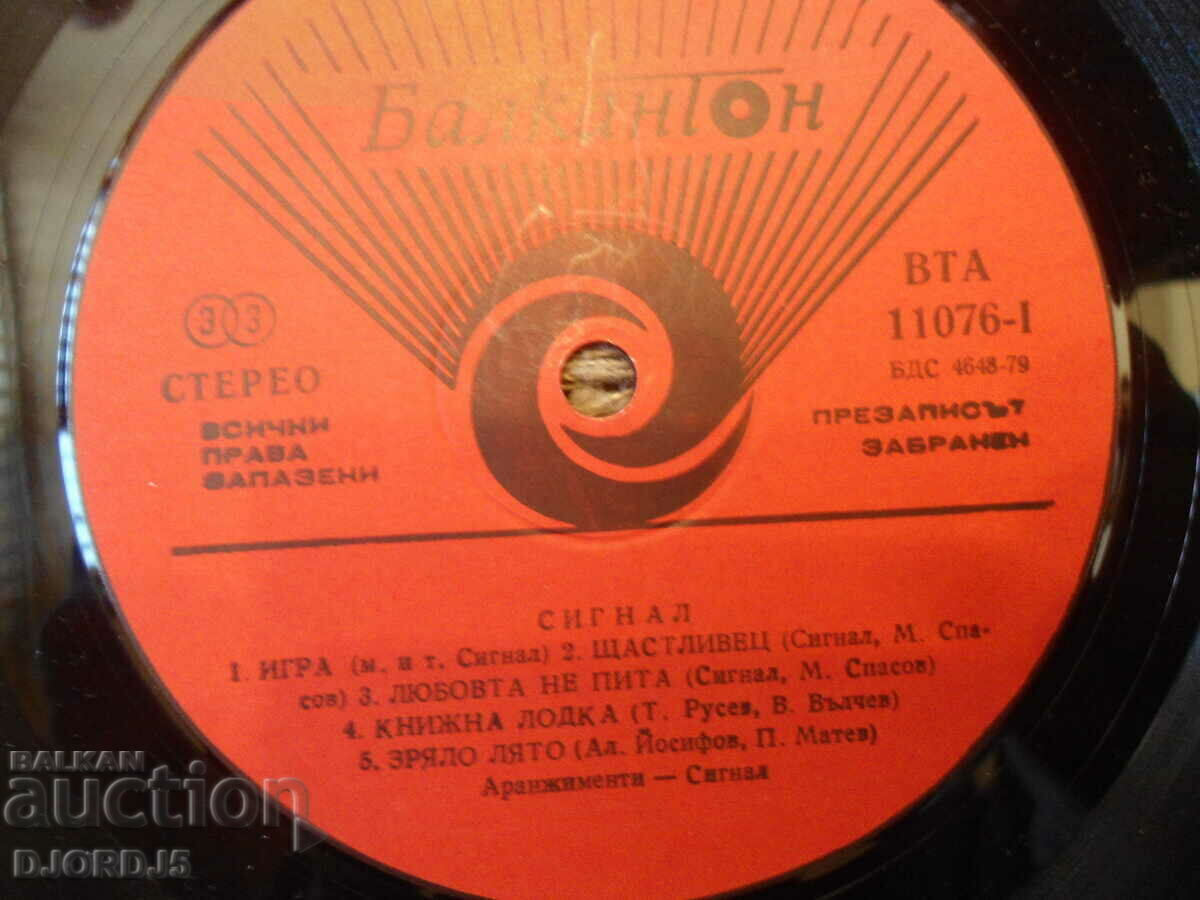 Балкантон
33
СТЕРЕО
ВСИЧКИ
ПРАВА
ЗАПАЗЕНИ
ВТА
11076-I
БДС 4648-79
ПРЕЗАПИСЪТ
ЗАБРАНЕН
СИГНАЛ
1. ИГРА (м. и т. Сигнал) 2. ЩАСТЛИВЕЦ (Сигнал, М. Спа-
сов) 3. ЛЮБОВТА НЕ ПИТА (Сигнал, М. Спасов)
4. КНИЖНА ЛОДКА (Т. Русев, В. Вълчев)
5. ЗРЯЛО ЛЯТО (Ал. Йосифов, П. Матев)
Аранжименти — Сигнал
BALKAN
auction
DJORDJ5